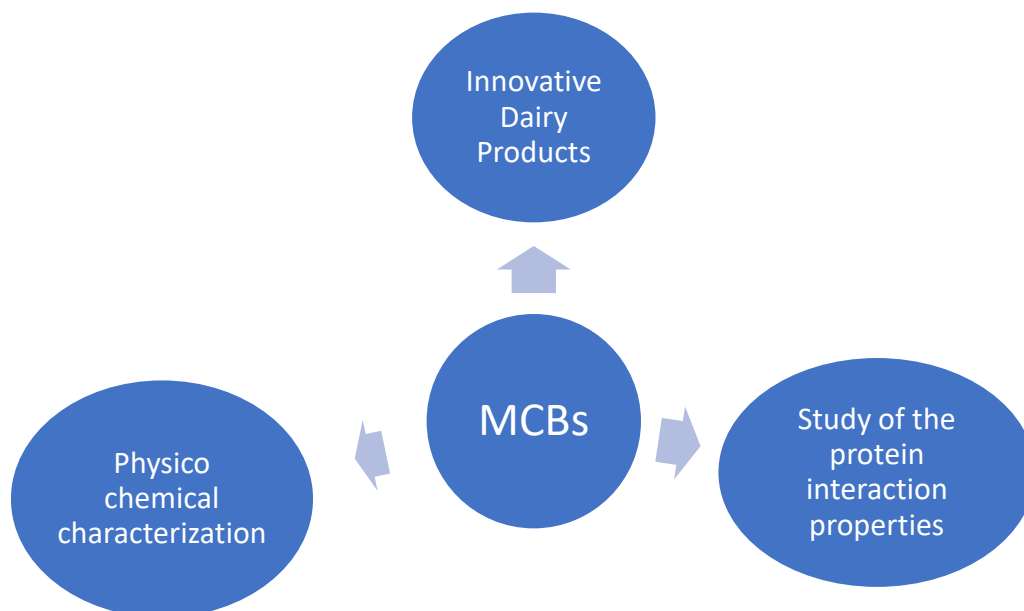 Innovative
Dairy
Products
MCBs
Physico
chemical
characterization
Study of the
protein
interaction
properties